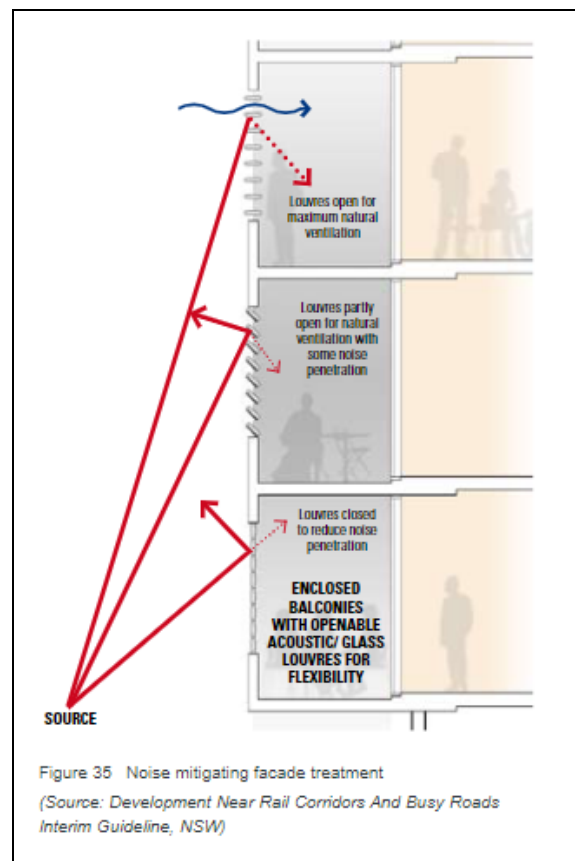 Louvres open for
maximum natural
ventilation
Louvres partly
open for natural
ventilation with
some noise
penetration
Louvres closed
to reduce noise
penetration
ENCLOSED
BALCONIES
WITH OPENABLE
ACOUSTIC/ GLASS
LOUVRES FOR
FLEXIBILITY
SOURCE
Figure 35 Noise mitigating facade treatment
(Source: Development Near Rail Corridors And Busy Roads
Interim Guideline, NSW)